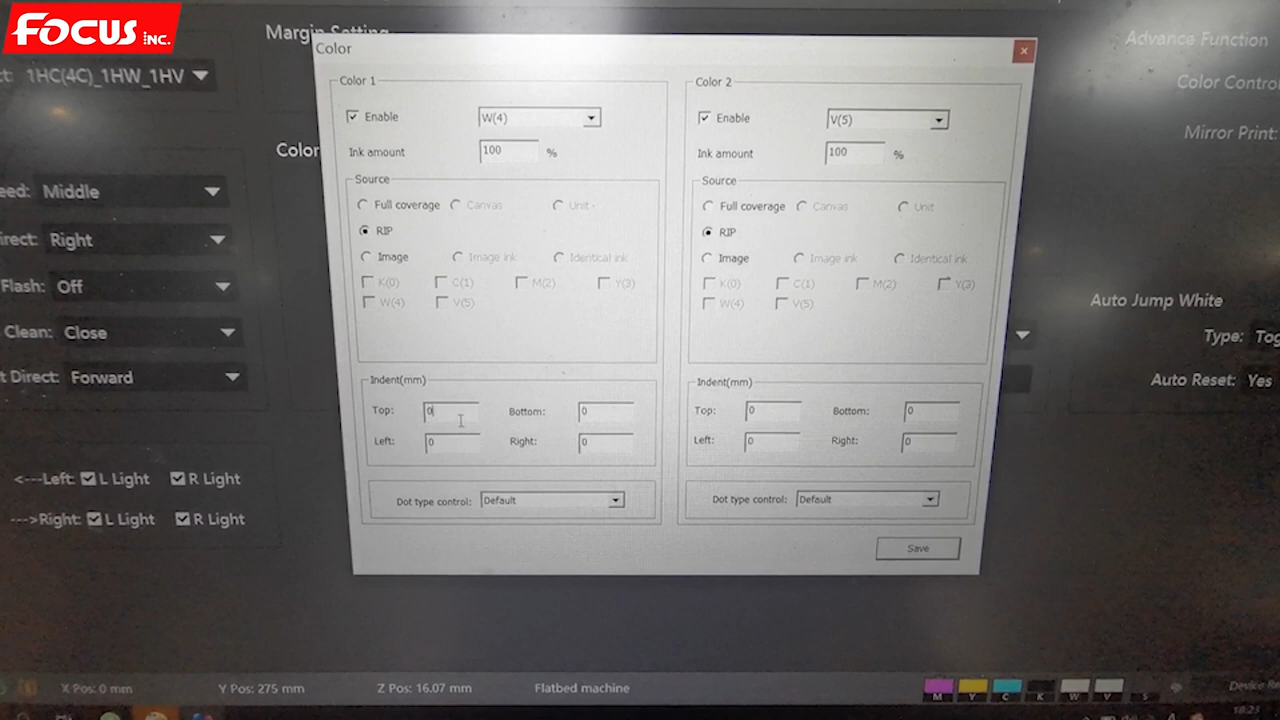 FOCUS INC.
Margin Setting
Advance Function
1HC(4C)_1HW_1HV
Color
Mirror Print:
Color
Speed: Middle
Direct: Right
Flash: Off
Clean: Close
Direct: Forward
<---Left: L Light R Light
--->Right: L Light R Light
Auto Jump White
Type:
Auto Reset: Yes
Color
Color 1
Enable W(4)
Ink amount 100 %
Source
Full coverage Canvas Unit
RIP
Image Image ink Identical ink
K(0) C(1) M(2) Y(3)
W(4) V(5)
Indent(mm)
Top: 0 Bottom: 0
Left: 0 Right: 0
Dot type control: Default
Color 2
Enable V(5)
Ink amount 100 %
Source
Full coverage Canvas Unit
RIP
Image Image ink Identical ink
K(0) C(1) M(2) Y(3)
W(4) V(5)
Indent(mm)
Top: 0 Bottom: 0
Left: 0 Right: 0
Dot type control: Default
Save
X Pos: 0 mm Y Pos: 275 mm Z Pos: 16.07 mm Flatbed machine
M Y C K W V S
Device
18:23